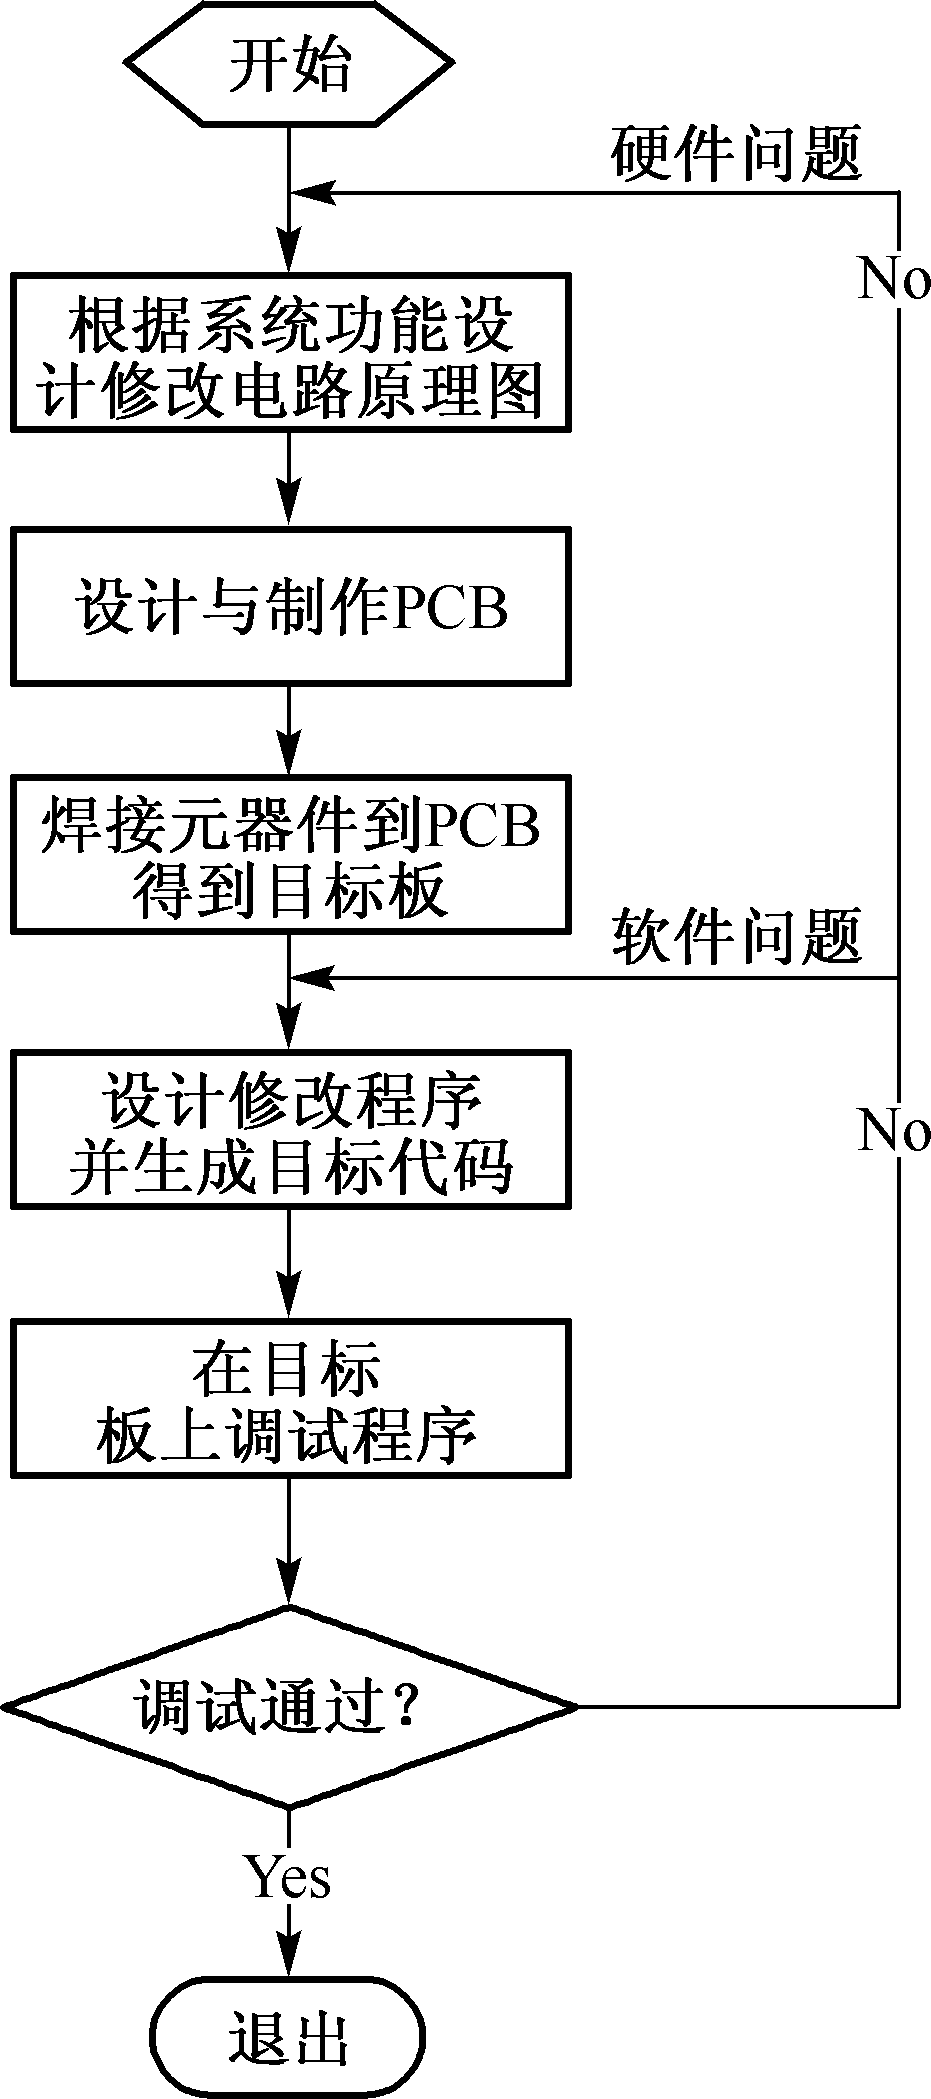 开始
硬件问题
No
根据系统功能设
计修改电路原理图
设计与制作PCB
焊接元器件到PCB
得到目标板
软件问题
设计修改程序
No
并生成目标代码
在目标
板上调试程序
调试通过?
Yes
退出